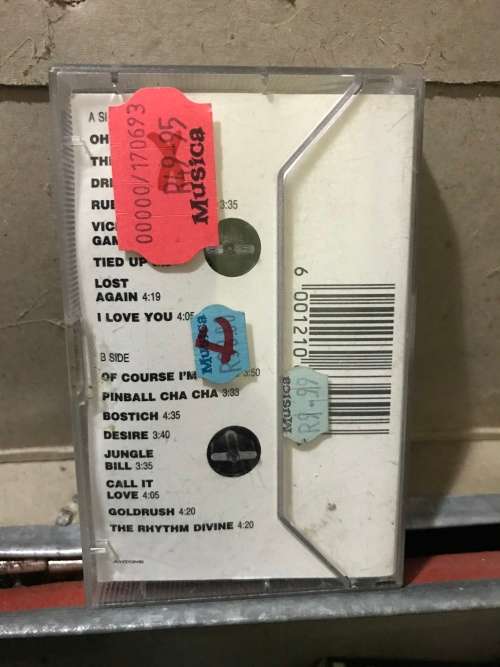 A SI
OH
TH
DRI
RU
3:35
VIC
GAM
TIED UP
LOST
AGAIN 4:19
I LOVE YOU 4:05
B SIDE
OF COURSE I'M
3:50
PINBALL CHA CHA 3:33
BOSTICH 4:35
DESIRE 3:40
JUNGLE
BILL 3:35
CALL IT
LOVE 4:05
GOLDRUSH 4:20
THE RHYTHM DIVINE 4:20
00000/170693
R49.95
Musica
Musica
Musica
R9.99
6 001210